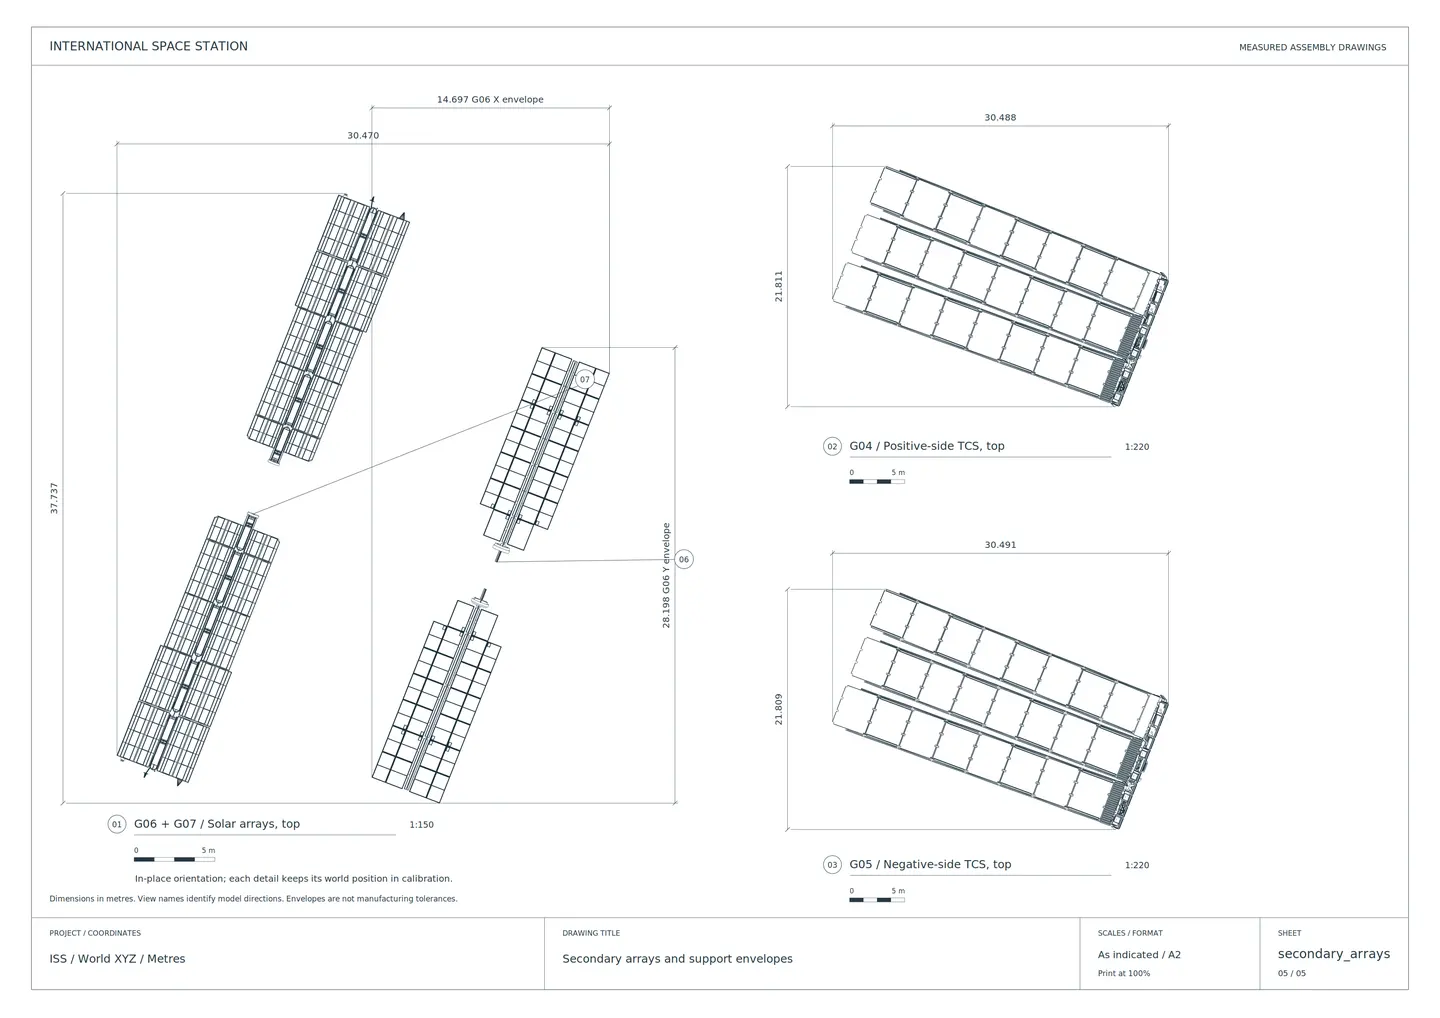 INTERNATIONAL SPACE STATION
MEASURED ASSEMBLY DRAWINGS
14.697 G06 X envelope
30.470
37.737
07
28.198 G06 Y envelope
06
01
G06 + G07 / Solar arrays, top
1:150
0
5 m
In-place orientation; each detail keeps its world position in calibration.
Dimensions in metres. View names identify model directions. Envelopes are not manufacturing tolerances.
30.488
21.811
02
G04 / Positive-side TCS, top
1:220
0
5 m
30.491
21.809
03
G05 / Negative-side TCS, top
1:220
0
5 m
PROJECT / COORDINATES
ISS / World XYZ / Metres
DRAWING TITLE
Secondary arrays and support envelopes
SCALES / FORMAT
As indicated / A2
Print at 100%
SHEET
secondary_arrays
05 / 05